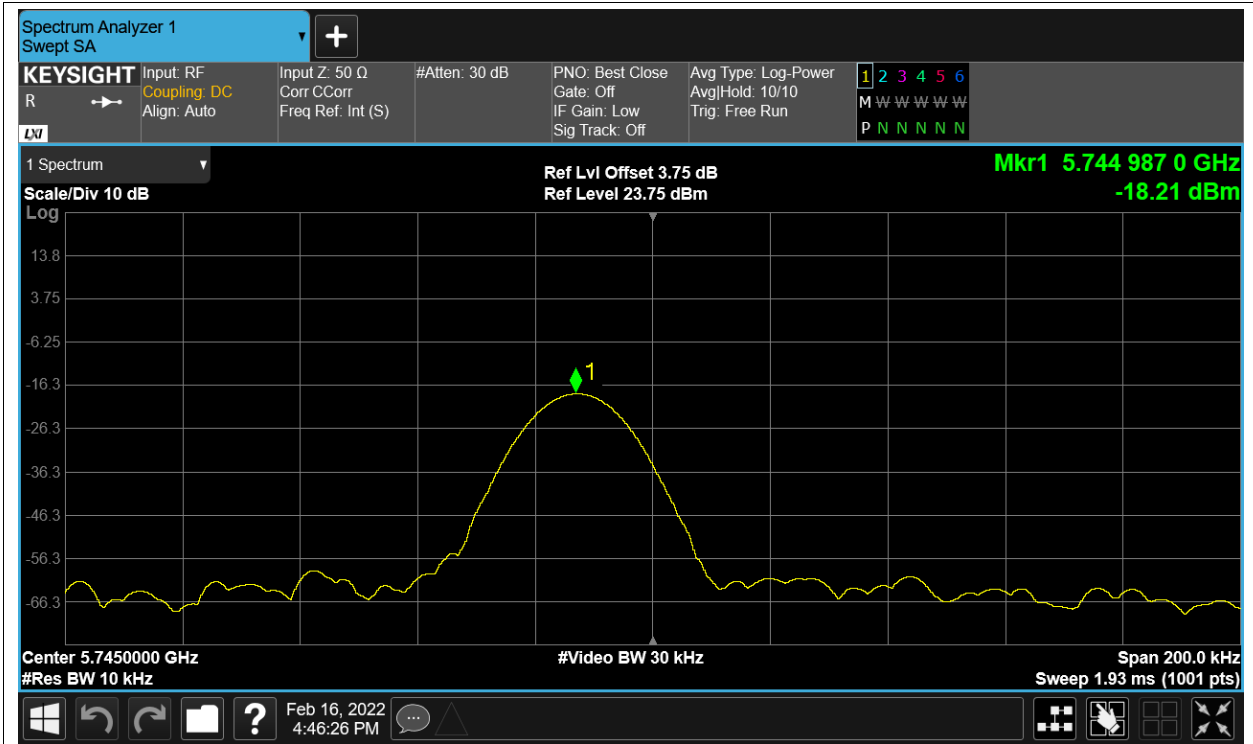 Spectrum Analyzer 1
Swept SA
KEYSIGHT
R
LXI
Input: RF
Coupling: DC
Align: Auto
Input Z: 50 Ω
Corr CCorr
Freq Ref: Int (S)
#Atten: 30 dB
PNO: Best Close
Gate: Off
IF Gain: Low
Sig Track: Off
Avg Type: Log-Power
Avg|Hold: 10/10
Trig: Free Run
1 2 3 4 5 6
M W W W W W
P N N N N N
1 Spectrum
Scale/Div 10 dB
Log
Ref Lvl Offset 3.75 dB
Ref Level 23.75 dBm
Mkr1 5.744 987 0 GHz
-18.21 dBm
13.8
3.75
-6.25
1
-16.3
-26.3
-36.3
-46.3
-56.3
-66.3
Center 5.7450000 GHz
#Video BW 30 kHz
Span 200.0 kHz
#Res BW 10 kHz
Sweep 1.93 ms (1001 pts)
?
Feb 16, 2022
4:46:26 PM